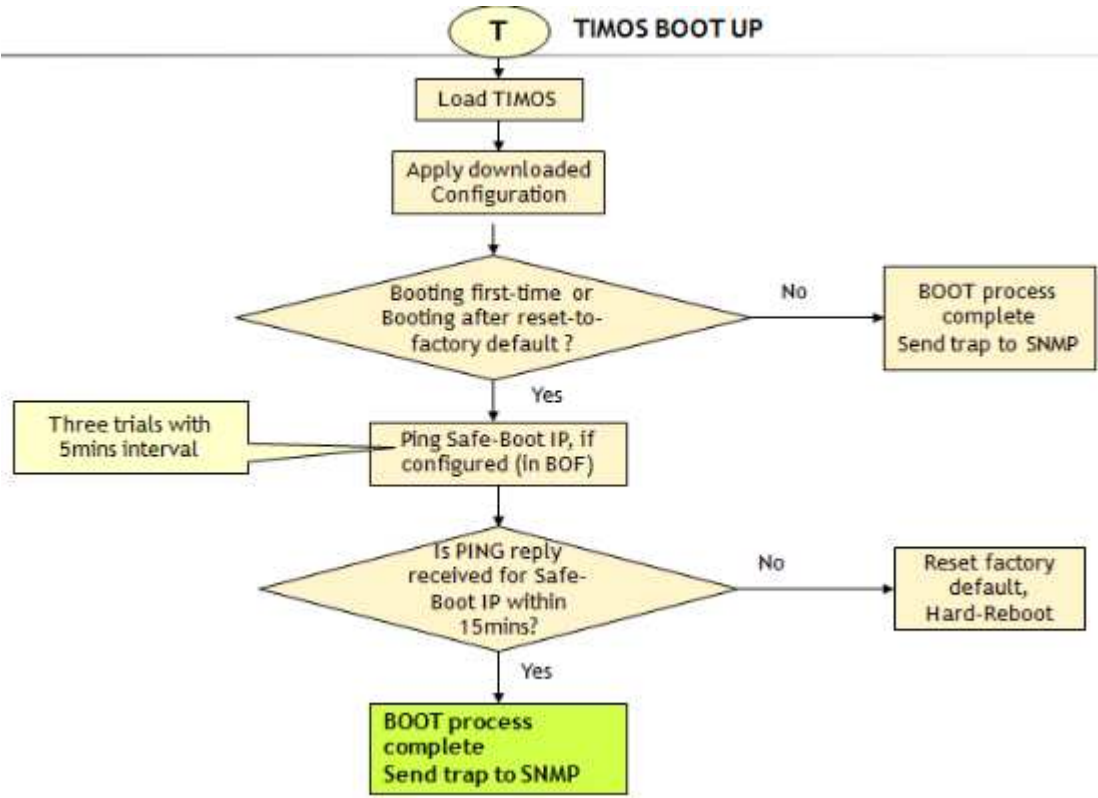 T
TIMOS BOOT UP
Load TIMOS
Apply downloaded
Configuration
Booting first-time or
Booting after reset-to-
factory default ?
No
BOOT process
complete
Send trap to SNMP
Yes
Three trials with
5mins interval
Ping Safe-Boot IP, if
configured (in BOF)
Is PING reply
received for Safe-
Boot IP within
15mins?
No
Reset factory
default,
Hard-Reboot
Yes
BOOT process
complete
Send trap to SNMP